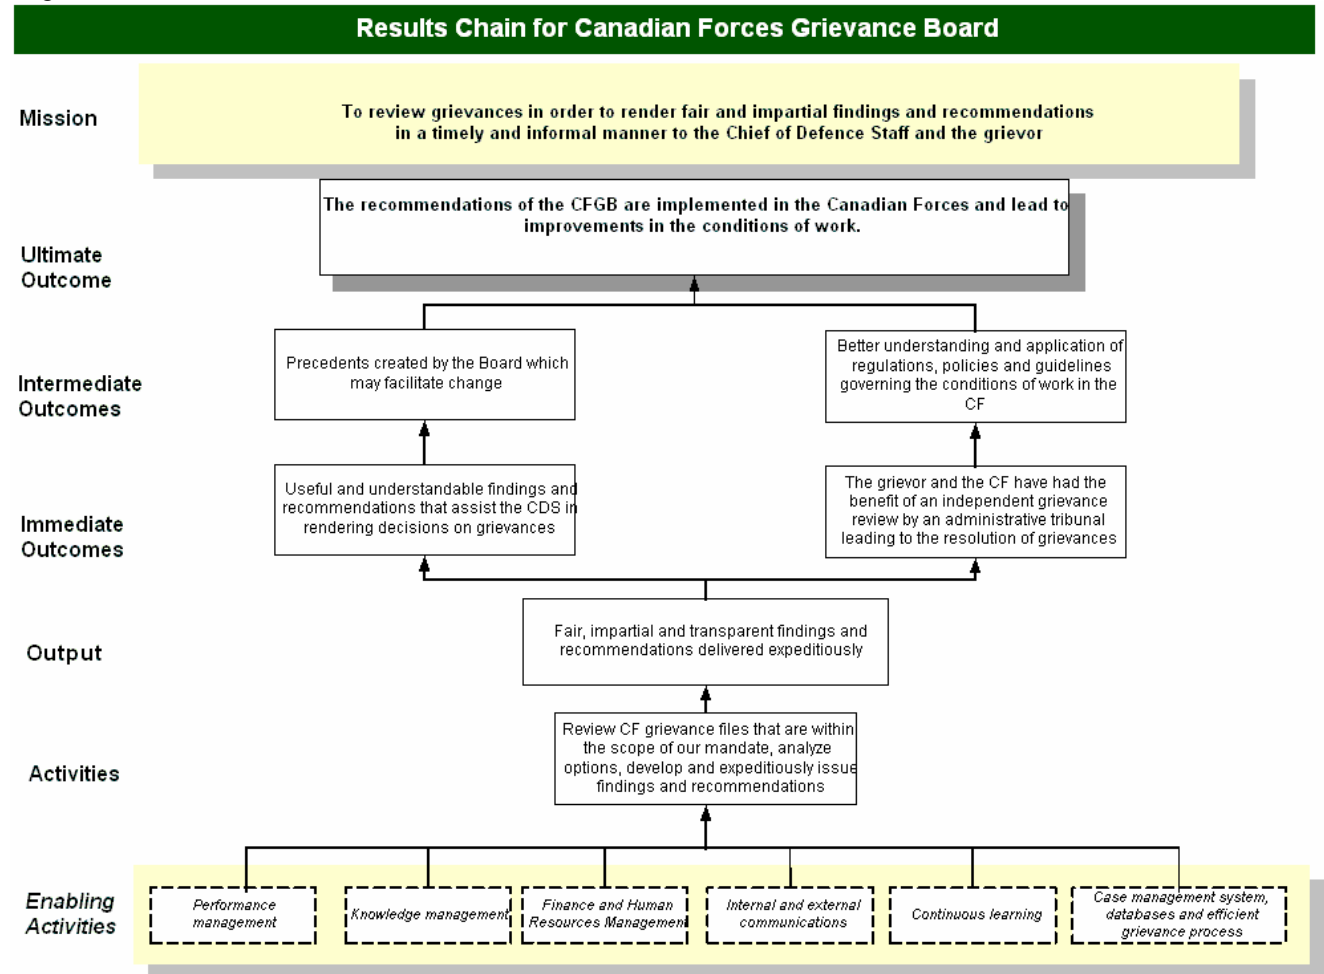 Results Chain for Canadian Forces Grievance Board
Mission
To review grievances in order to render fair and impartial findings and recommendations
in a timely and informal manner to the Chief of Defence Staff and the grievor
The recommendations of the CFGB are implemented in the Canadian Forces and lead to
improvements in the conditions of work.
Ultimate
Outcome
Intermediate
Outcomes
Precedents created by the Board which
may facilitate change
Better understanding and application of
regulations, policies and guidelines
governing the conditions of work in the
CF
Immediate
Outcomes
Useful and understandable findings and
recommendations that assist the CDS in
rendering decisions on grievances
The grievor and the CF have had the
benefit of an independent grievance
review by an administrative tribunal
leading to the resolution of grievances
Output
Fair, impartial and transparent findings and
recommendations delivered expeditiously
Activities
Review CF grievance files that are within
the scope of our mandate, analyze
options, develop and expeditiously issue
findings and recommendations
Enabling
Activities
Performance
management
Knowledge management
Finance and Human
Resources Management
Internal and external
communications
Continuous learning
Case management system,
databases and efficient
grievance process